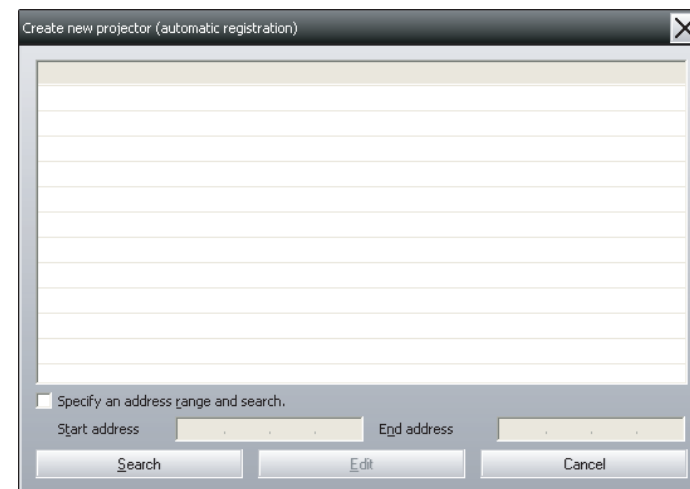 Create new projector (automatic registration)
Specify an address range and search.
Start address . . . End address . . .
Search Edit Cancel